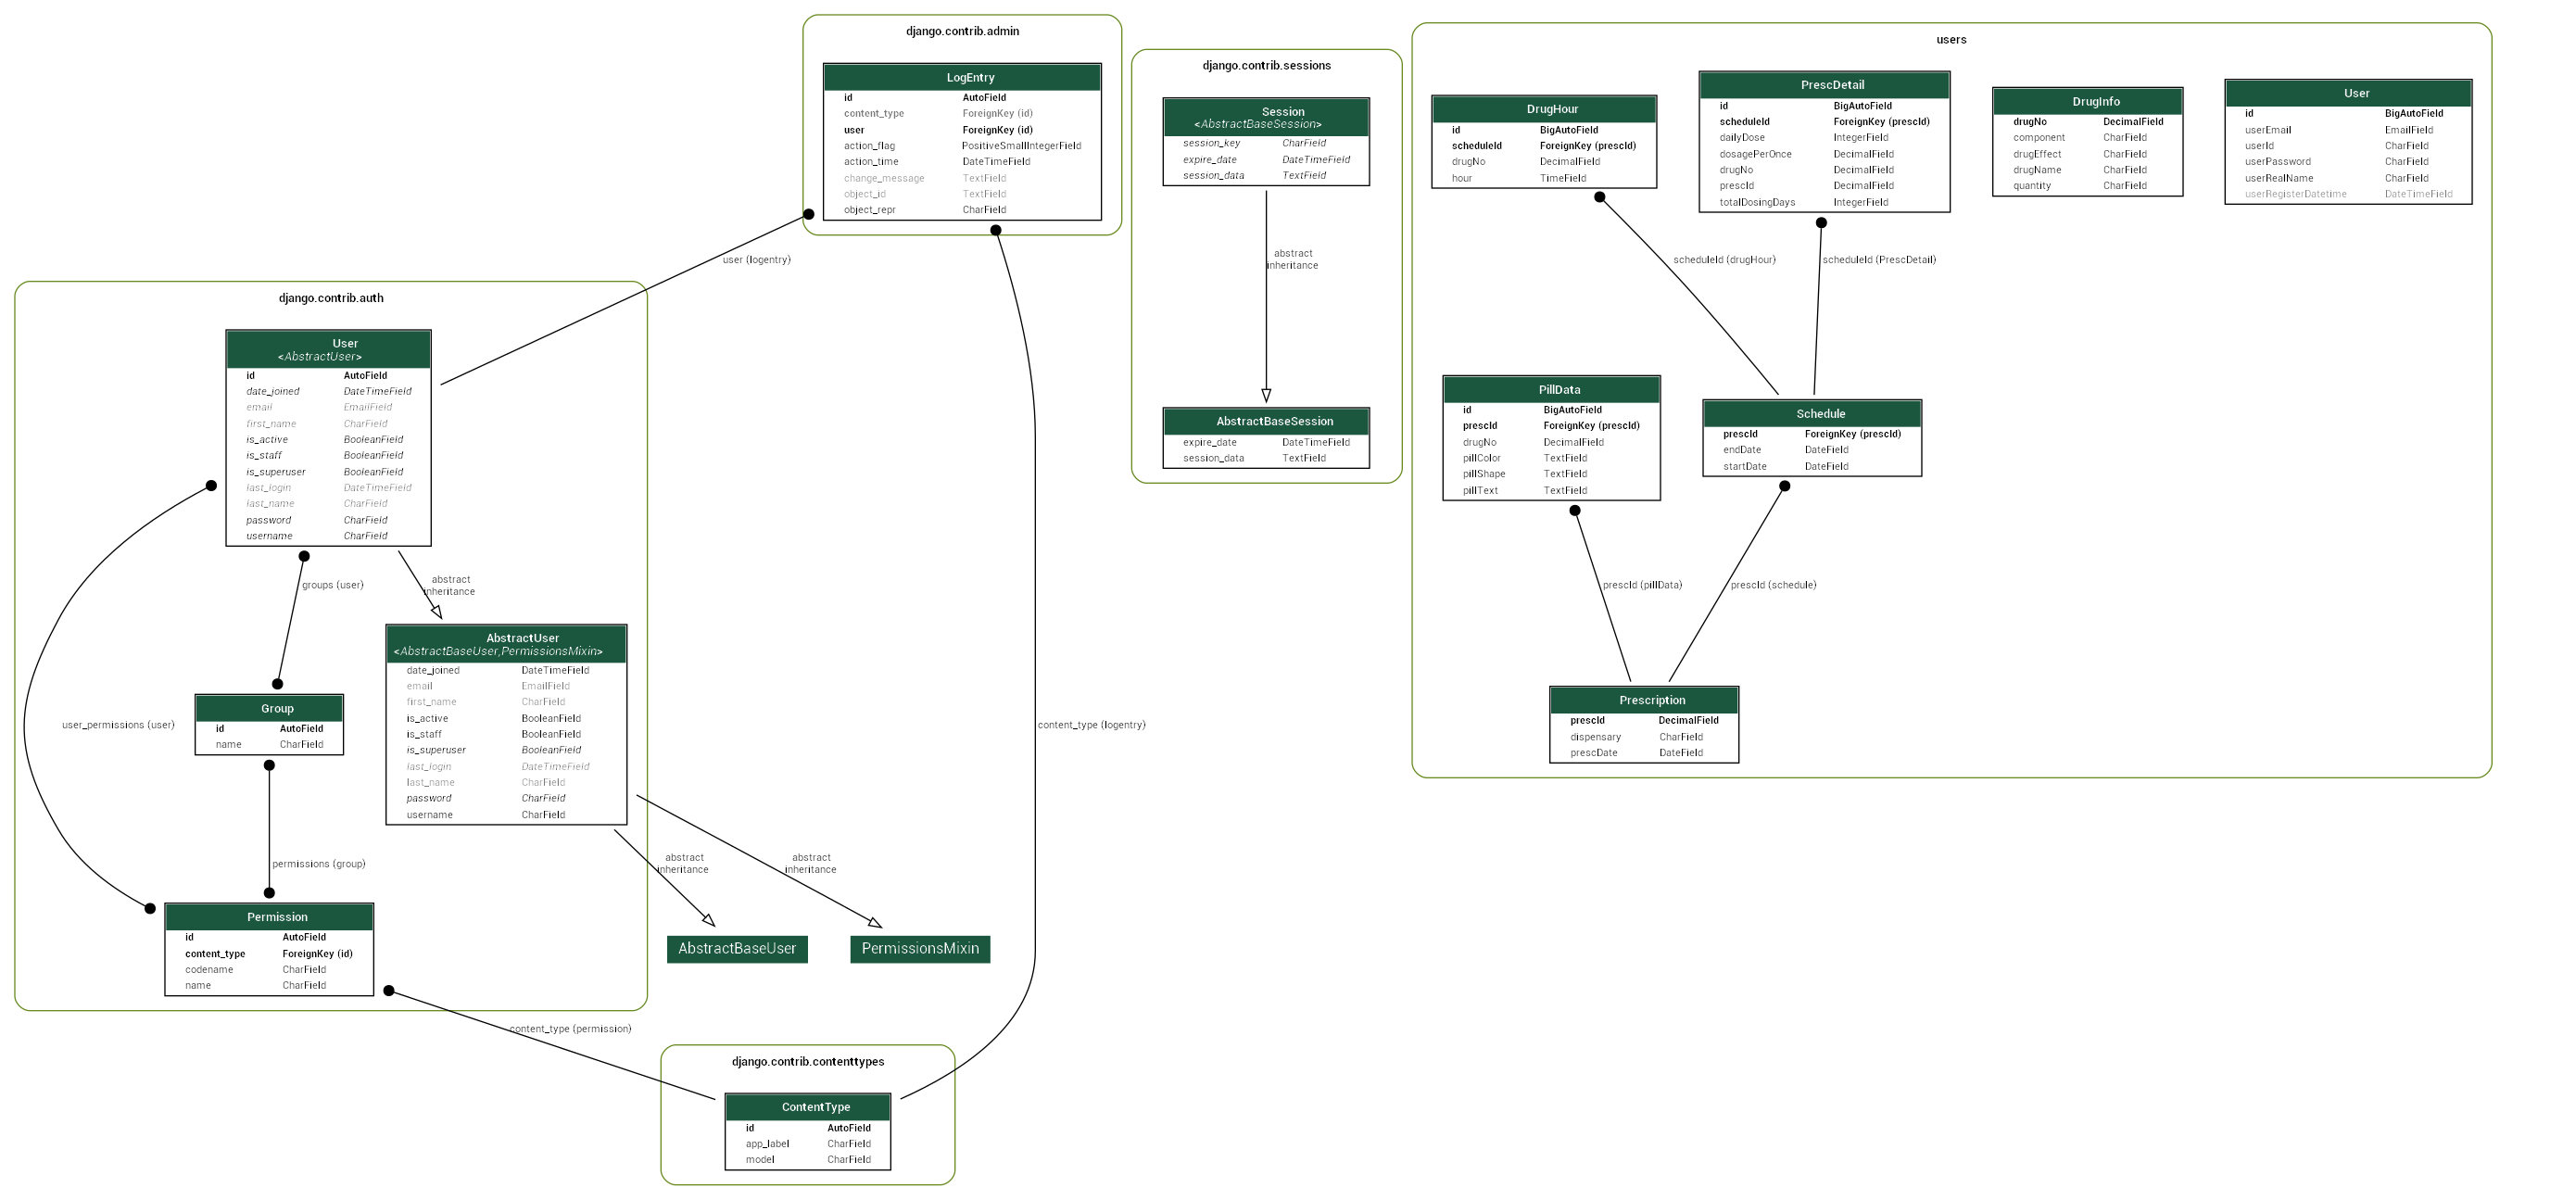 django.contrib.admin
LogEntry
id AutoField
content_type ForeignKey (id)
user ForeignKey (id)
action_flag PositiveSmallIntegerField
action_time DateTimeField
change_message TextField
object_id TextField
object_repr CharField
user (logentry)
django.contrib.sessions
Session
<AbstractBaseSession>
session_key CharField
expire_date DateTimeField
session_data TextField
abstract
inheritance
AbstractBaseSession
expire_date DateTimeField
session_data TextField
users
DrugHour
id BigAutoField
scheduleId ForeignKey (prescId)
drugNo DecimalField
hour TimeField
PrescDetail
id BigAutoField
scheduleId ForeignKey (prescId)
dailyDose IntegerField
dosagePerOnce DecimalField
drugNo DecimalField
prescId DecimalField
totalDosingDays IntegerField
DrugInfo
drugNo DecimalField
component CharField
drugEffect CharField
drugName CharField
quantity CharField
User
id BigAutoField
userEmail EmailField
userId CharField
userPassword CharField
userRealName CharField
userRegisterDatetime DateTimeField
scheduleId (drugHour)
scheduleId (PrescDetail)
PillData
id BigAutoField
prescId ForeignKey (prescId)
drugNo DecimalField
pillColor TextField
pillShape TextField
pillText TextField
Schedule
prescId ForeignKey (prescId)
endDate DateField
startDate DateField
prescId (pillData)
prescId (schedule)
Prescription
prescId DecimalField
dispensary CharField
prescDate DateField
django.contrib.auth
User
<AbstractUser>
id AutoField
date_joined DateTimeField
email EmailField
first_name CharField
is_active BooleanField
is_staff BooleanField
is_superuser BooleanField
last_login DateTimeField
last_name CharField
password CharField
username CharField
groups (user)
abstract
inheritance
AbstractUser
<AbstractBaseUser,PermissionsMixin>
date_joined DateTimeField
email EmailField
first_name CharField
is_active BooleanField
is_staff BooleanField
is_superuser BooleanField
last_login DateTimeField
last_name CharField
password CharField
username CharField
Group
id AutoField
name CharField
user_permissions (user)
content_type (logentry)
permissions (group)
abstract
inheritance
abstract
inheritance
Permission
id AutoField
content_type ForeignKey (id)
codename CharField
name CharField
AbstractBaseUser
PermissionsMixin
content_type (permission)
django.contrib.contenttypes
ContentType
id AutoField
app_label CharField
model CharField